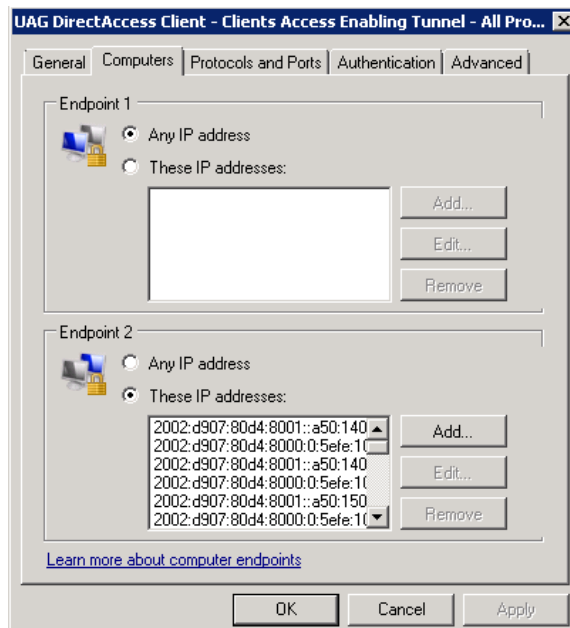 UAG DirectAccess Client - Clients Access Enabling Tunnel - All Pro...
General Computers Protocols and Ports Authentication Advanced
Endpoint 1
Any IP address
These IP addresses:
Add...
Edit...
Remove
Endpoint 2
Any IP address
These IP addresses:
2002:d907:80d4:8001::a50:140
2002:d907:80d4:8000:0:5efe:10
2002:d907:80d4:8001::a50:140
2002:d907:80d4:8000:0:5efe:10
2002:d907:80d4:8001::a50:150
2002:d907:80d4:8000:0:5efe:10
Add...
Edit...
Remove
Learn more about computer endpoints
OK Cancel Apply